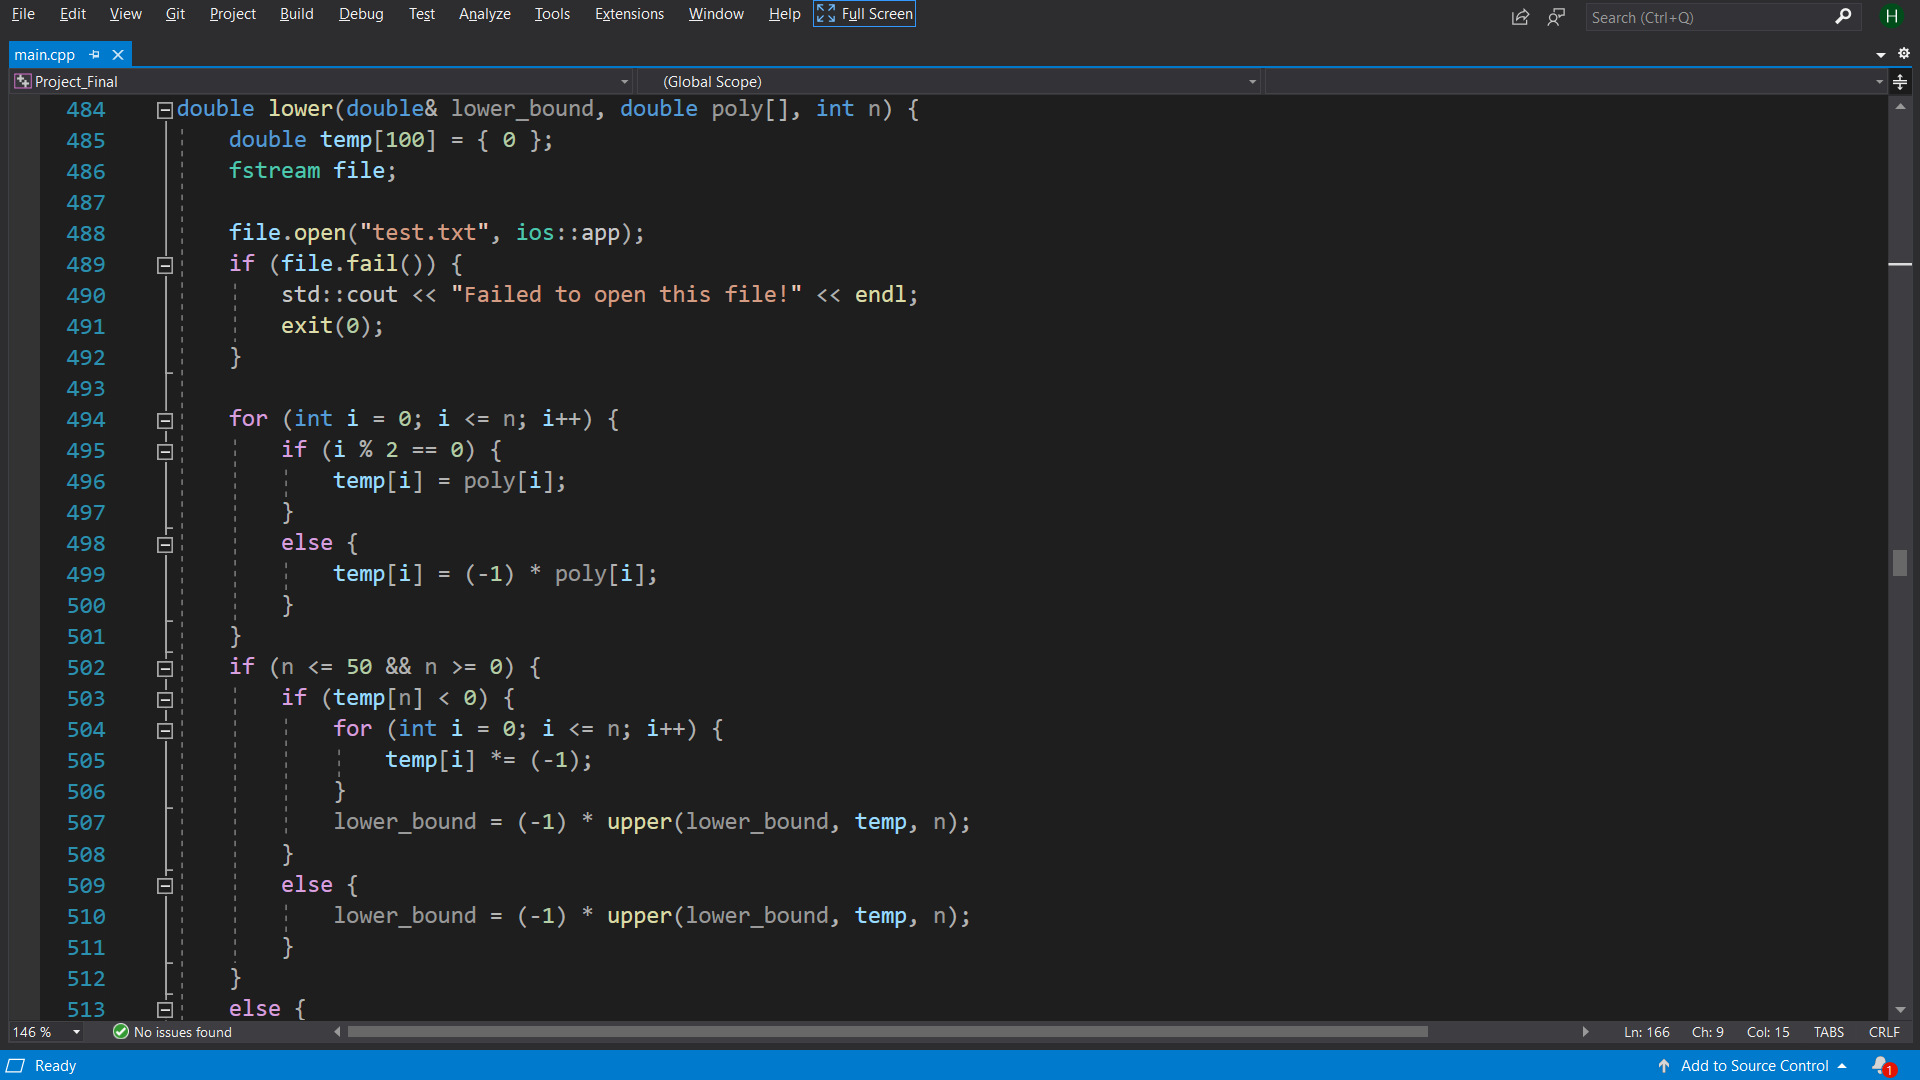 File Edit View Git Project Build Debug Test Analyze Tools Extensions Window Help Full Screen Search (Ctrl+Q) H
main.cpp
Project_Final (Global Scope)
484 double lower(double& lower_bound, double poly[], int n) {
485 double temp[100] = { 0 };
486 fstream file;
487
488 file.open("test.txt", ios::app);
489 if (file.fail()) {
490 std::cout << "Failed to open this file!" << endl;
491 exit(0);
492 }
493
494 for (int i = 0; i <= n; i++) {
495 if (i % 2 == 0) {
496 temp[i] = poly[i];
497 }
498 else {
499 temp[i] = (-1) * poly[i];
500 }
501 }
502 if (n <= 50 && n >= 0) {
503 if (temp[n] < 0) {
504 for (int i = 0; i <= n; i++) {
505 temp[i] *= (-1);
506 }
507 lower_bound = (-1) * upper(lower_bound, temp, n);
508 }
509 else {
510 lower_bound = (-1) * upper(lower_bound, temp, n);
511 }
512 }
513 else {
146 % No issues found Ln: 166 Ch: 9 Col: 15 TABS CRLF
Ready Add to Source Control 1